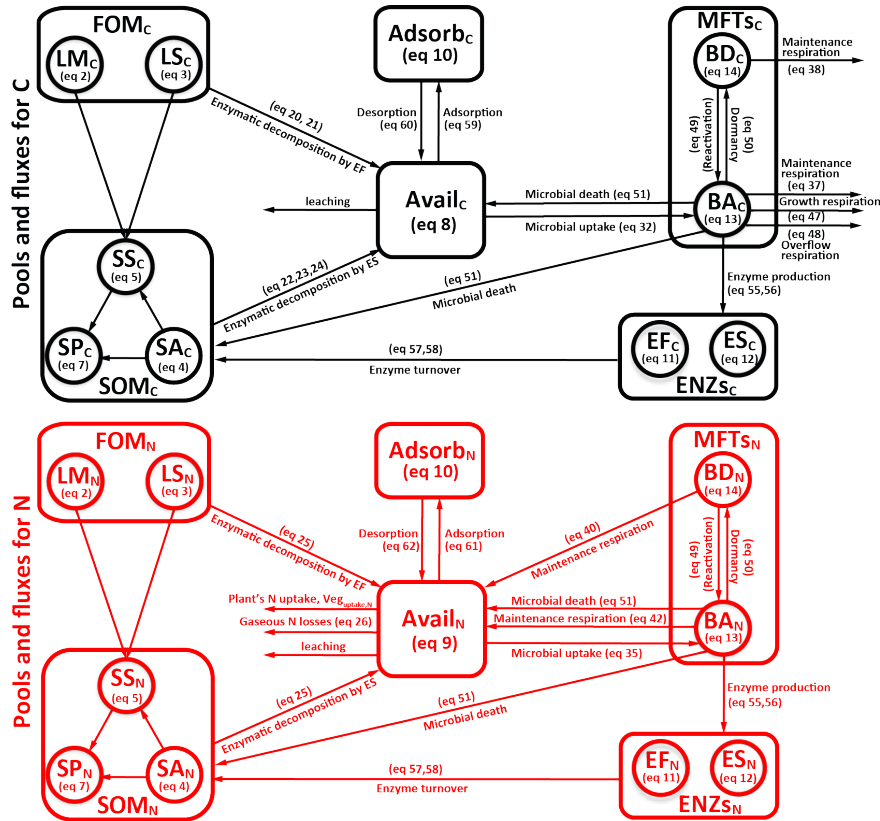 Pools and fluxes for C
FOMC
LMC
(eq 2)
LSC
(eq 3)
AdsorbC
(eq 10)
MFTsC
BDC
(eq 14)
Maintenance
respiration
(eq 38)
(eq 20, 21)
Enzymatic decomposition by EF
Desorption
(eq 60)
Adsorption
(eq 59)
(eq 49)
(Reactivation)
(eq 50)
Dormancy
leaching
AvailC
(eq 8)
Microbial death (eq 51)
Microbial uptake (eq 32)
BAC
(eq 13)
Maintenance
respiration
(eq 37)
Growth respiration
(eq 47)
(eq 48)
Overflow
respiration
SSC
(eq 5)
SPC
(eq 7)
SAC
(eq 4)
SOMC
(eq 22,23,24)
Enzymatic decomposition by ES
(eq 51)
Microbial death
Enzyme production
(eq 55,56)
(eq 57,58)
Enzyme turnover
EFC
(eq 11)
ESC
(eq 12)
ENZsC
Pools and fluxes for N
FOMN
LMN
(eq 2)
LSN
(eq 3)
AdsorbN
(eq 10)
MFTsN
BDN
(eq 14)
(eq 25)
Enzymatic decomposition by EF
Desorption
(eq 62)
Adsorption
(eq 61)
(eq 40)
Maintenance respiration
(eq 49)
(Reactivation)
(eq 50)
Dormancy
Plant's N uptake, Veguptake,N
Gaseous N losses (eq 26)
leaching
AvailN
(eq 9)
Microbial death (eq 51)
Maintenance respiration (eq 42)
Microbial uptake (eq 35)
BAN
(eq 13)
SSN
(eq 5)
SPN
(eq 7)
SAN
(eq 4)
SOMN
(eq 25)
Enzymatic decomposition by ES
(eq 51)
Microbial death
Enzyme production
(eq 55,56)
(eq 57,58)
Enzyme turnover
EFN
(eq 11)
ESN
(eq 12)
ENZsN